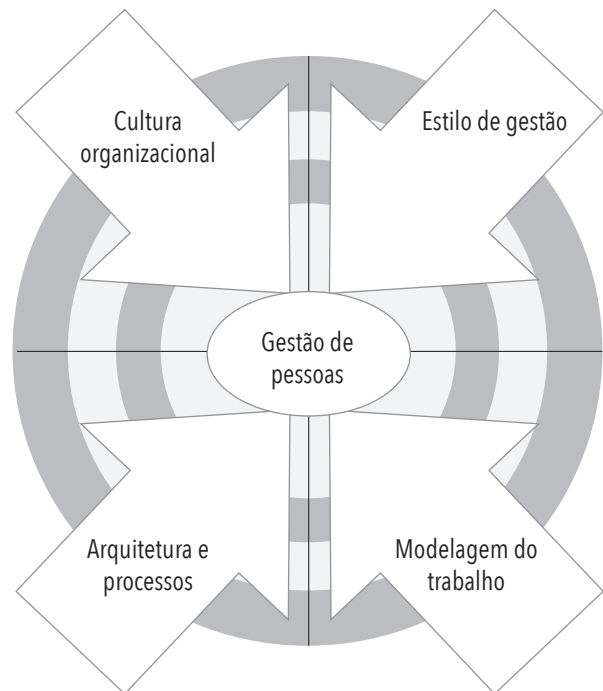 Cultura
organizacional
Estilo de gestão
Gestão de
pessoas
Arquitetura e
processos
Modelagem do
trabalho